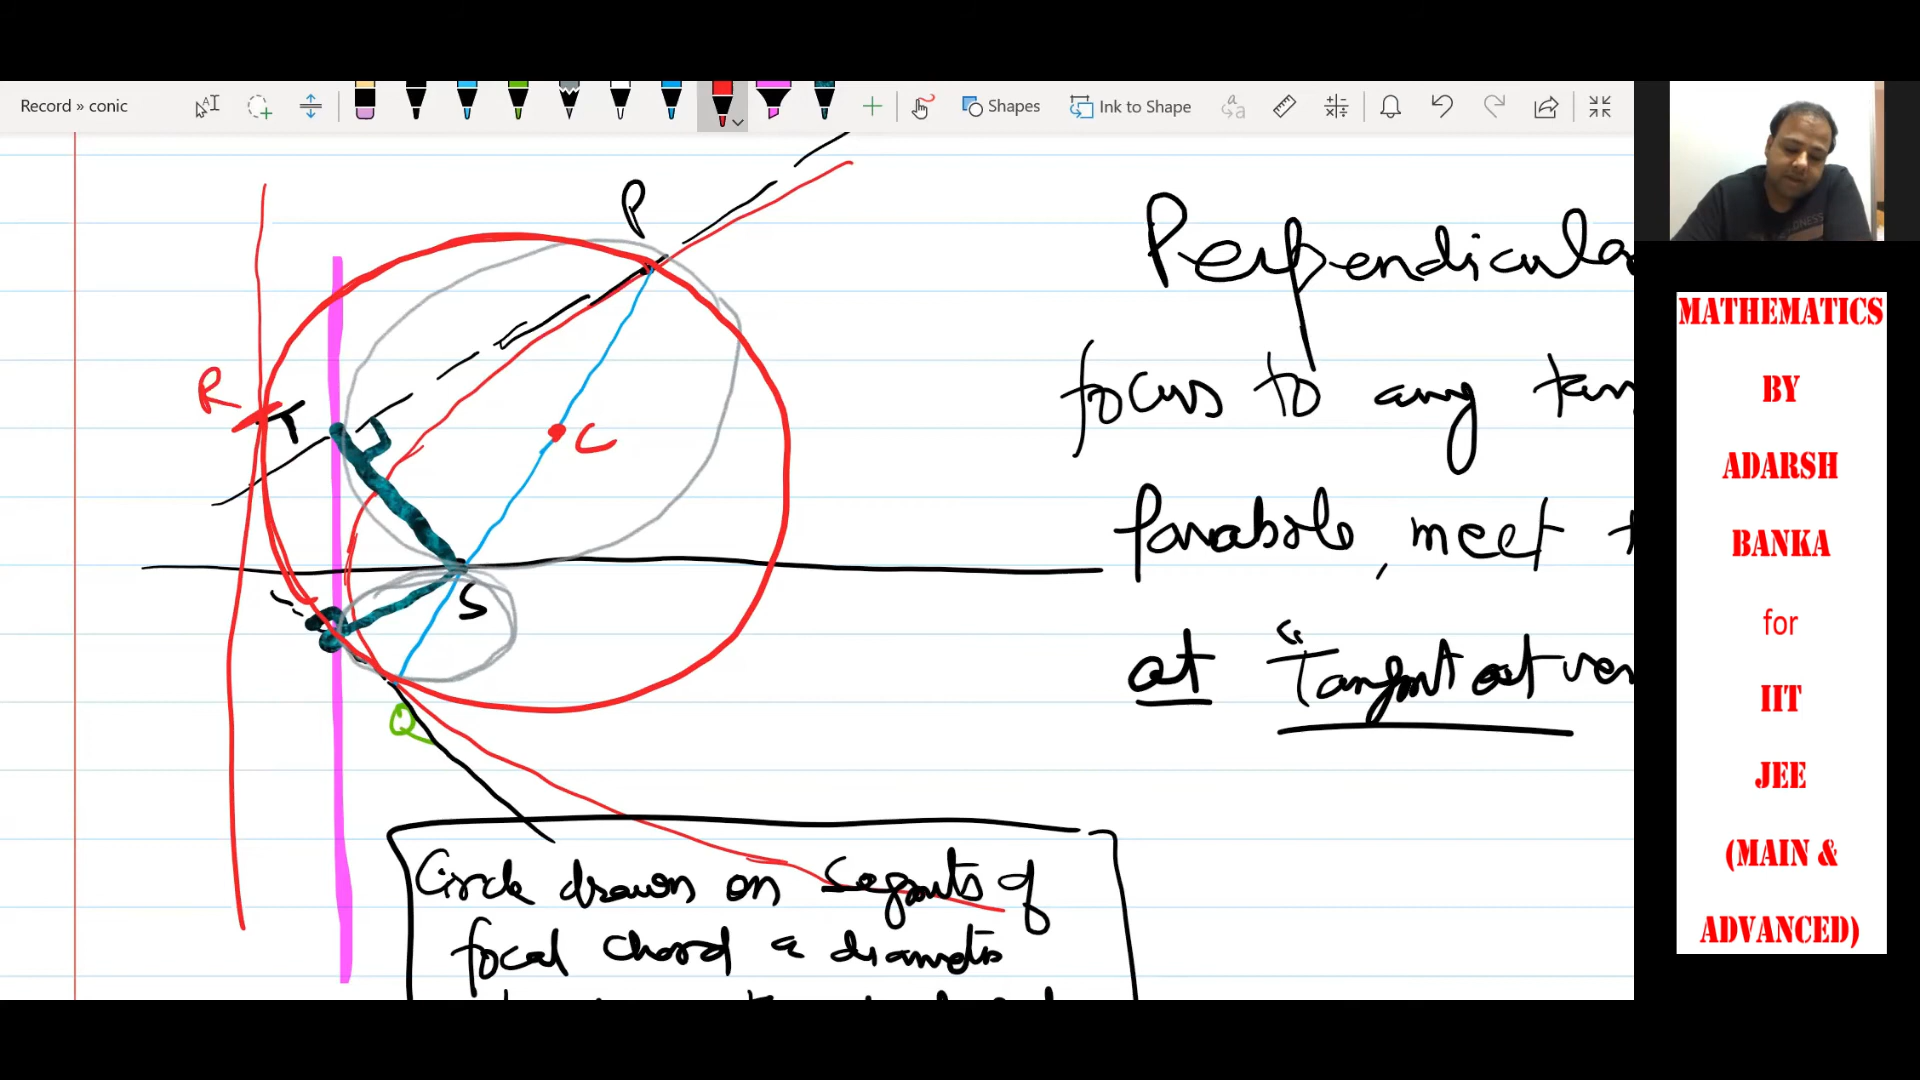 Record » conic
Shapes
Ink to Shape
P
R
T
C
S
Q
Perpendicula
focus to any tan
Parabola, meet t
at "Tangent at ver
Circle drawn on segments of
focal chord a diameter
MATHEMATICS
BY
ADARSH
BANKA
for
IIT
JEE
(MAIN &
ADVANCED)